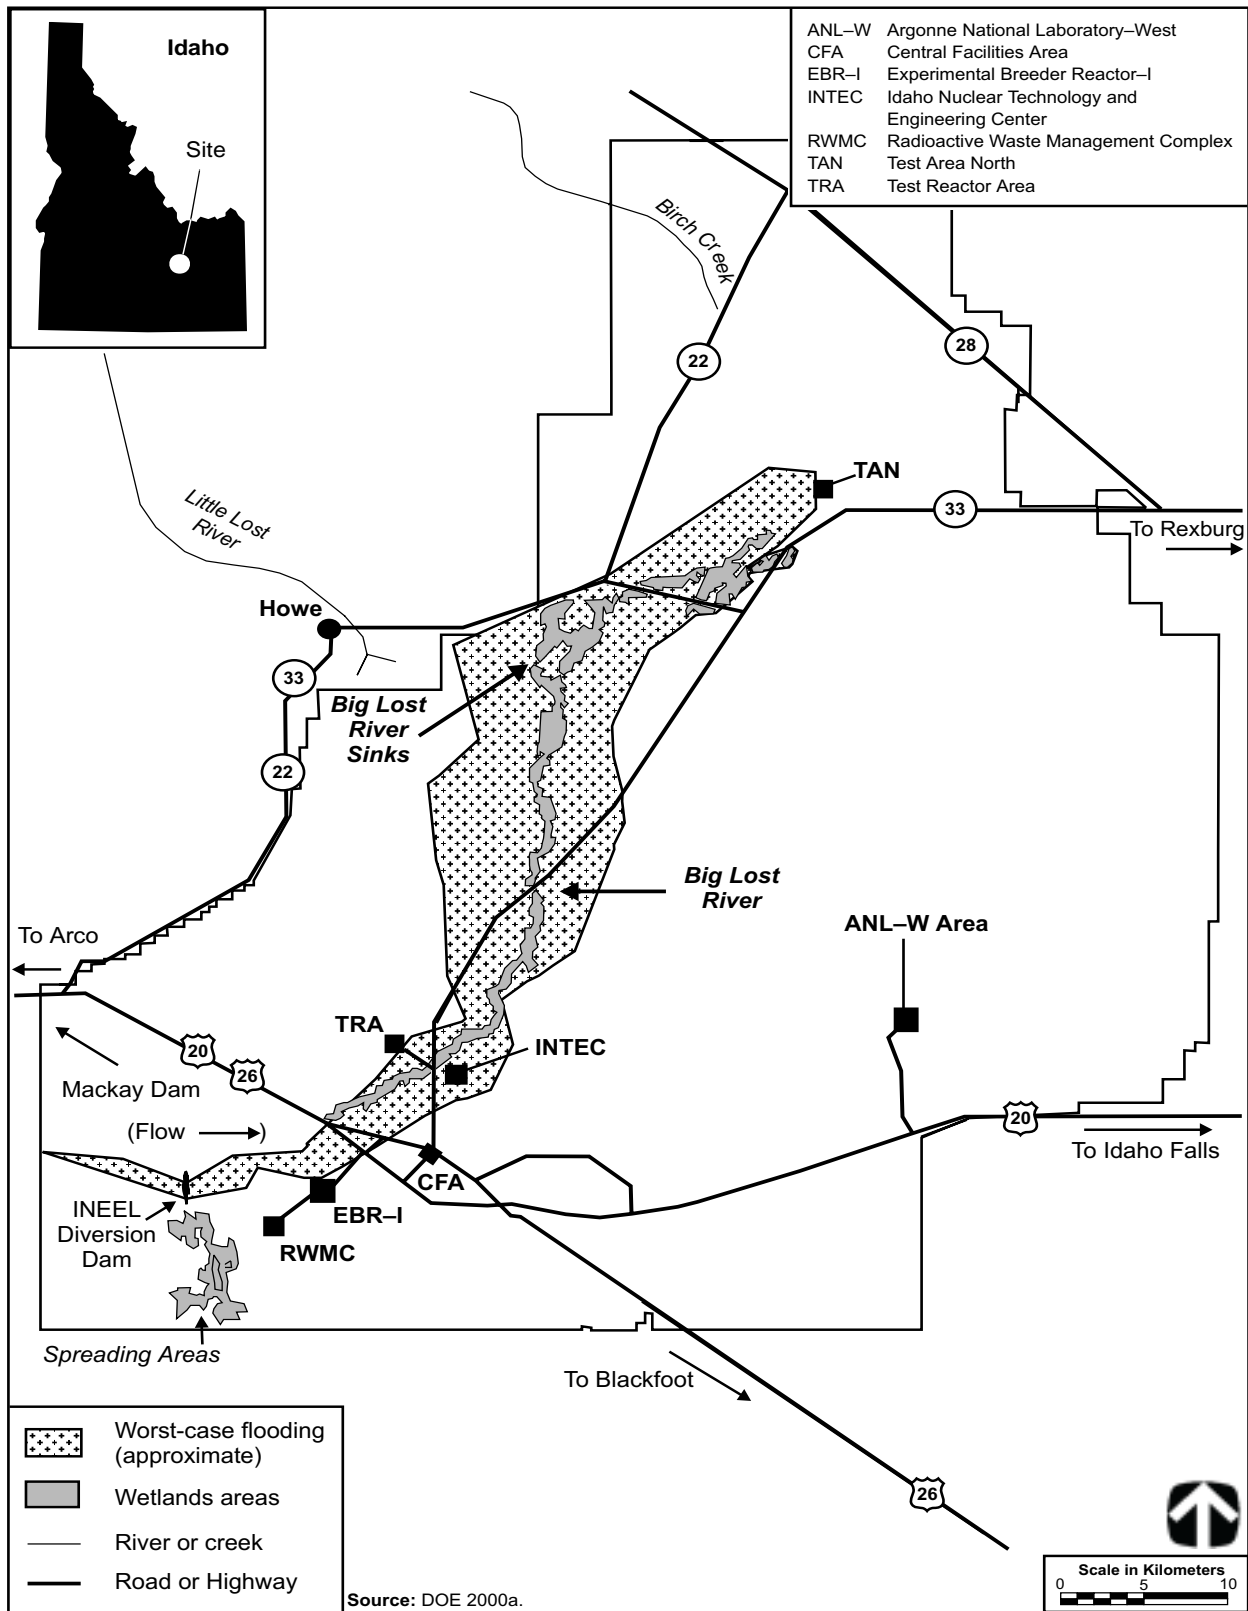 Idaho
Site
ANL–W Argonne National Laboratory–West
CFA Central Facilities Area
EBR–I Experimental Breeder Reactor–I
INTEC Idaho Nuclear Technology and
Engineering Center
RWMC Radioactive Waste Management Complex
TAN Test Area North
TRA Test Reactor Area
Birch Creek
22
28
TAN
33
To Rexburg
Little Lost
River
Howe
33
Big Lost
River
Sinks
22
Big Lost
River
ANL–W Area
To Arco
TRA
INTEC
20
26
Mackay Dam
(Flow )
20
To Idaho Falls
CFA
INEEL
Diversion
Dam
EBR–I
RWMC
Spreading Areas
To Blackfoot
26
Worst-case flooding
(approximate)
Wetlands areas
River or creek
Road or Highway
Source: DOE 2000a.
Scale in Kilometers
0 5 10